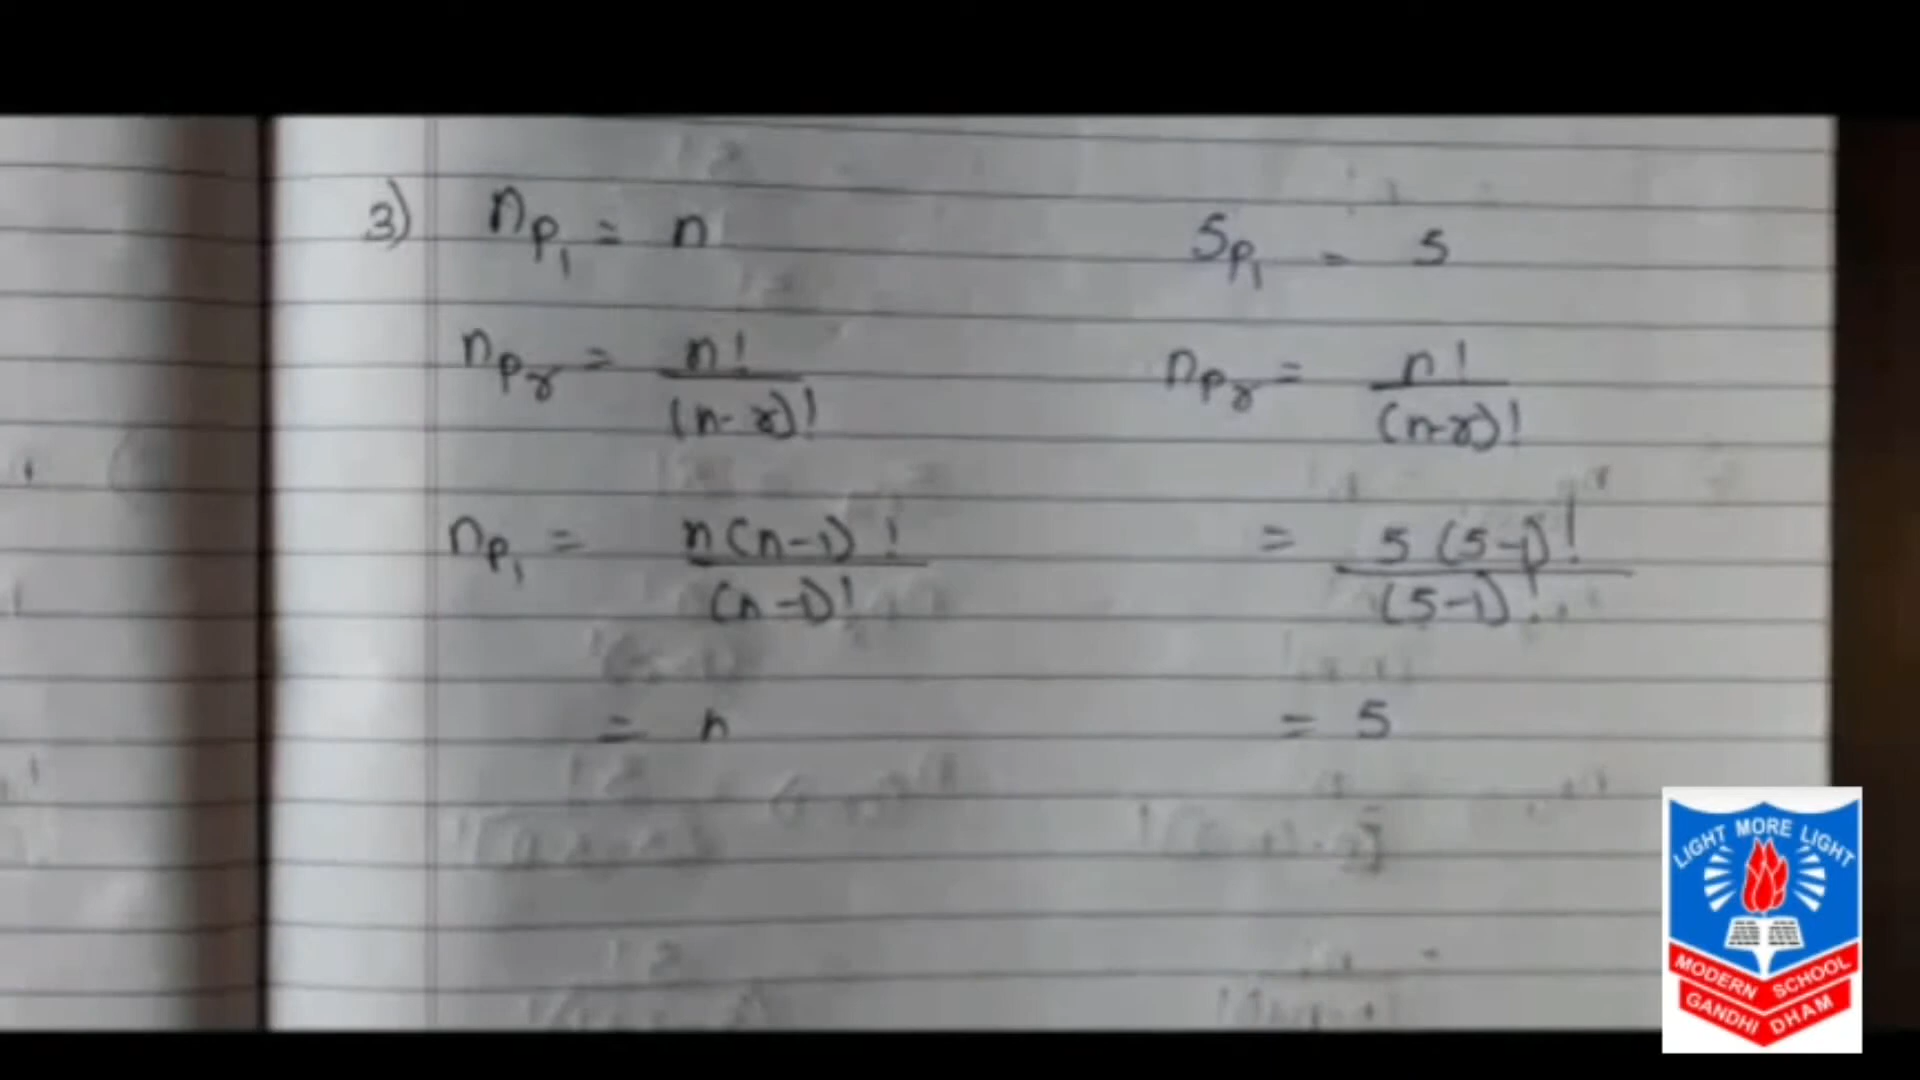 3) nP₁ = n 5P₁ = 5
nPr = n! / (n-r)! nPr = n! / (n-r)!
nP₁ = n(n-1)! / (n-1)! = 5(5-1)! / (5-1)!
= n = 5
LIGHT MORE LIGHT
MODERN SCHOOL
GANDHI DHAM